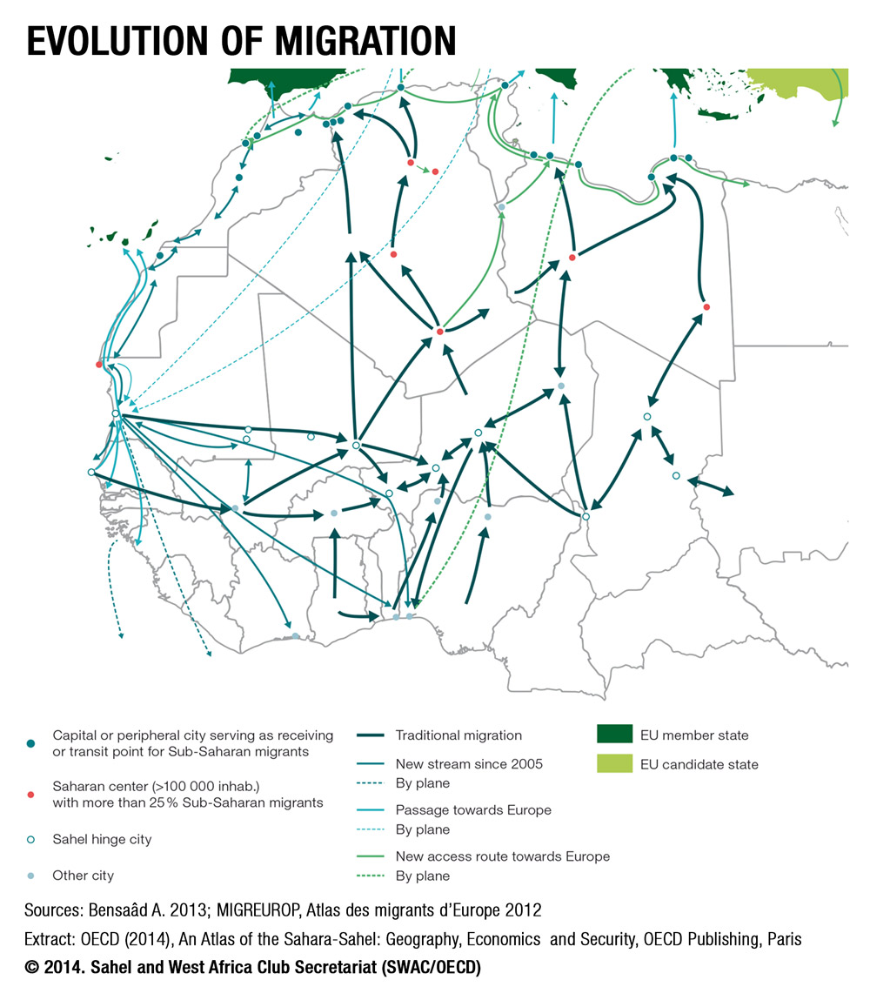 EVOLUTION OF MIGRATION
Capital or peripheral city serving as receiving
or transit point for Sub-Saharan migrants
Saharan center (>100 000 inhab.)
with more than 25 % Sub-Saharan migrants
Sahel hinge city
Other city
Traditional migration
New stream since 2005
By plane
Passage towards Europe
By plane
New access route towards Europe
By plane
EU member state
EU candidate state
Sources: Bensaâd A. 2013; MIGREUROP, Atlas des migrants d’Europe 2012
Extract: OECD (2014), An Atlas of the Sahara-Sahel: Geography, Economics and Security, OECD Publishing, Paris
© 2014. Sahel and West Africa Club Secretariat (SWAC/OECD)